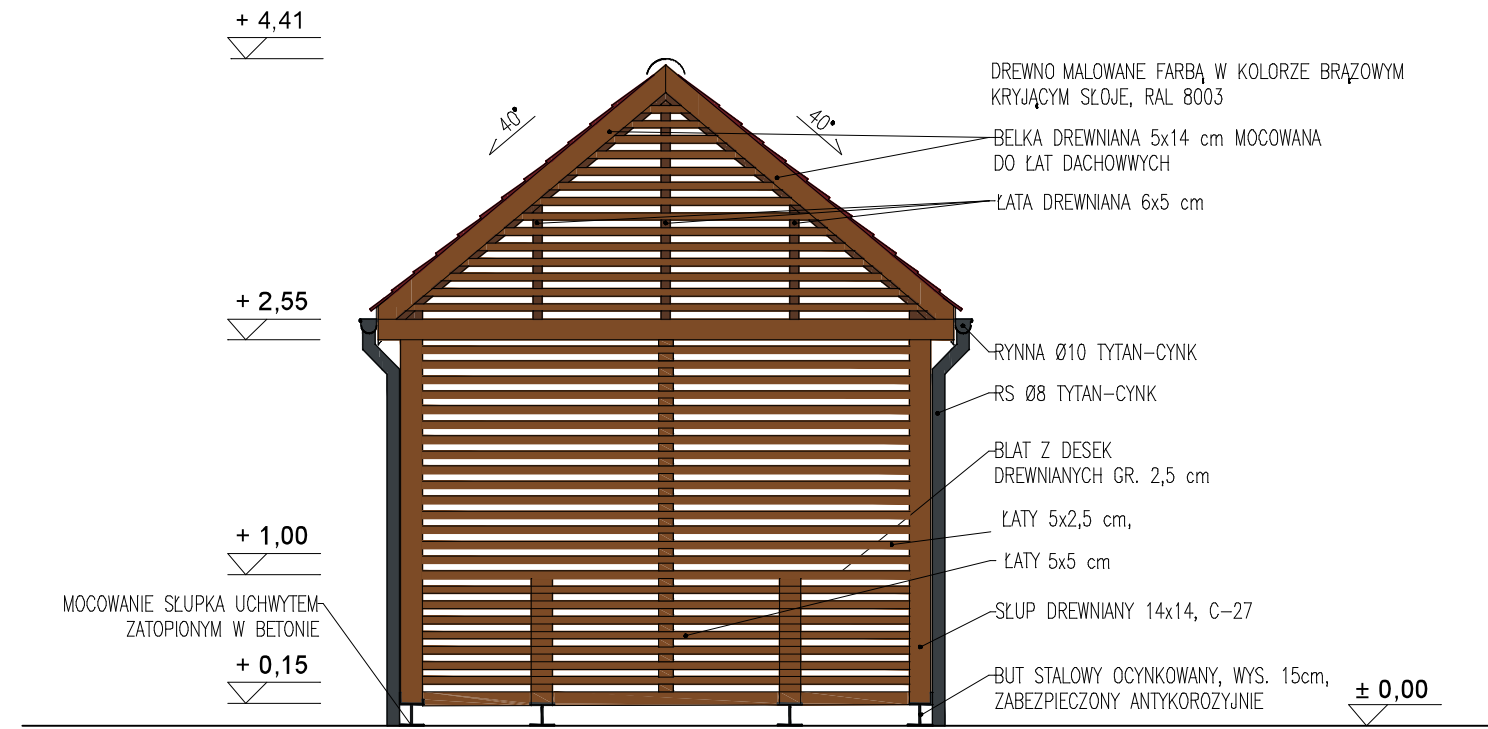 + 4,41
DREWNO MALOWANE FARBĄ W KOLORZE BRĄZOWYM
KRYJĄCYM SŁOJE, RAL 8003
40°
40°
BELKA DREWNIANA 5x14 cm MOCOWANA
DO ŁAT DACHOWWYCH
ŁATA DREWNIANA 6x5 cm
+ 2,55
RYNNA Ø10 TYTAN-CYNK
RS Ø8 TYTAN-CYNK
BLAT Z DESEK
DREWNIANYCH GR. 2,5 cm
ŁATY 5x2,5 cm,
+ 1,00
ŁATY 5x5 cm
MOCOWANIE SŁUPKA UCHWYTEM
ZATOPIONYM W BETONIE
SŁUP DREWNIANY 14x14, C-27
+ 0,15
BUT STALOWY OCYNKOWANY, WYS. 15cm,
ZABEZPIECZONY ANTYKOROZYJNIE
± 0,00